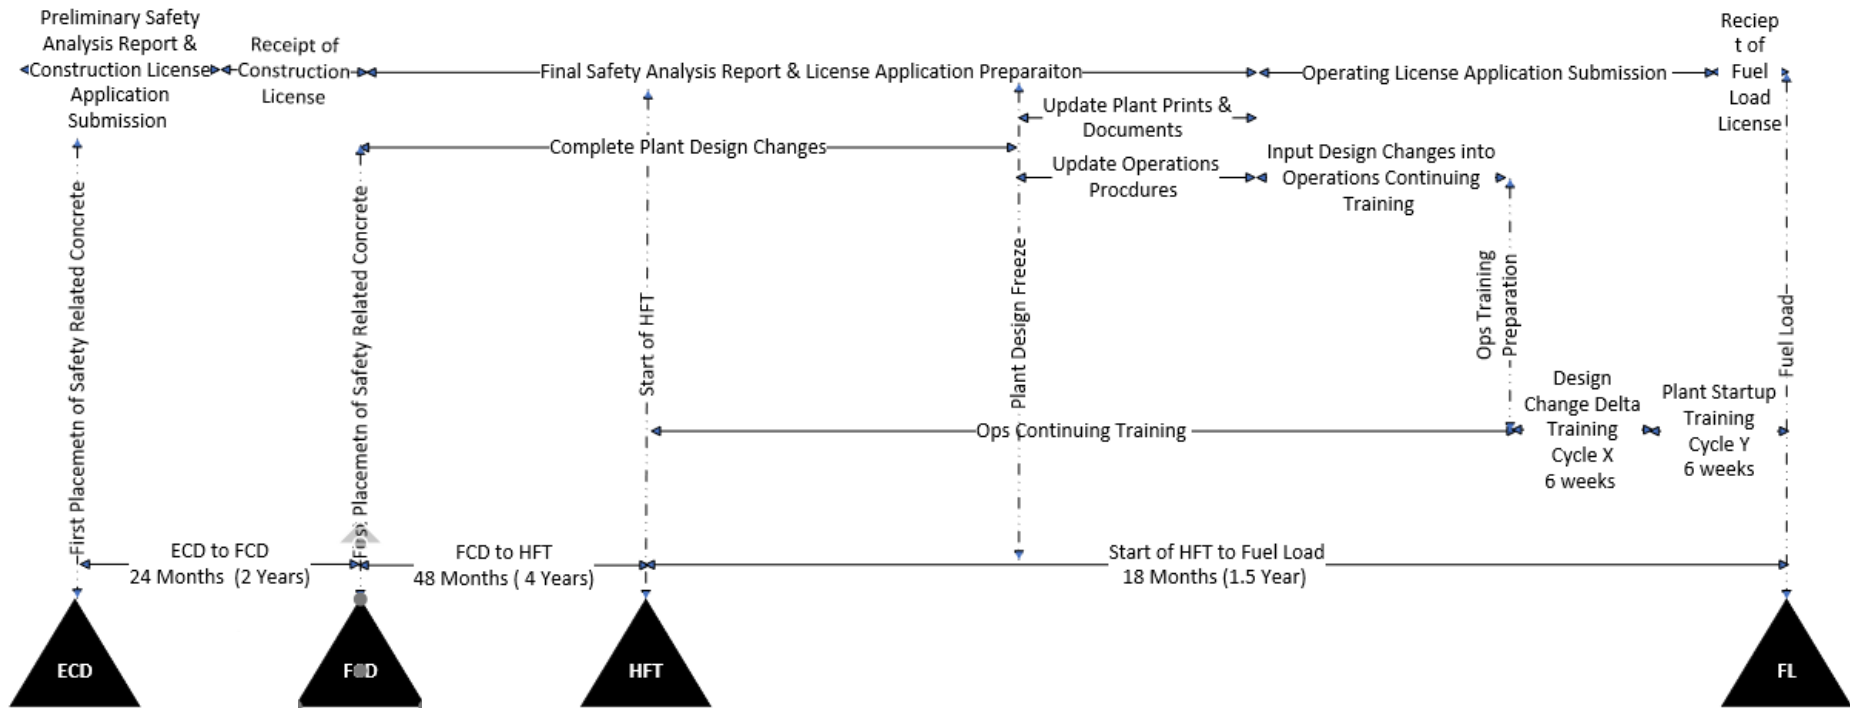 Preliminary Safety
Analysis Report &
Construction License
Application
Submission
Receipt of
Construction
License
Final Safety Analysis Report & License Application Preparaiton
Operating License Application Submission
Reciep
t of
Fuel
Load
License
Update Plant Prints &
Documents
Complete Plant Design Changes
Update Operations
Procdures
Input Design Changes into
Operations Continuing
Training
First Placemetn of Safety Related Concrete
First Placemetn of Safety Related Concrete
Start of HFT
Plant Design Freeze
Ops Training
Preparation
Fuel Load
Ops Continuing Training
Design
Change Delta
Training
Cycle X
6 weeks
Plant Startup
Training
Cycle Y
6 weeks
ECD to FCD
24 Months (2 Years)
FCD to HFT
48 Months ( 4 Years)
Start of HFT to Fuel Load
18 Months (1.5 Year)
ECD
FCD
HFT
FL